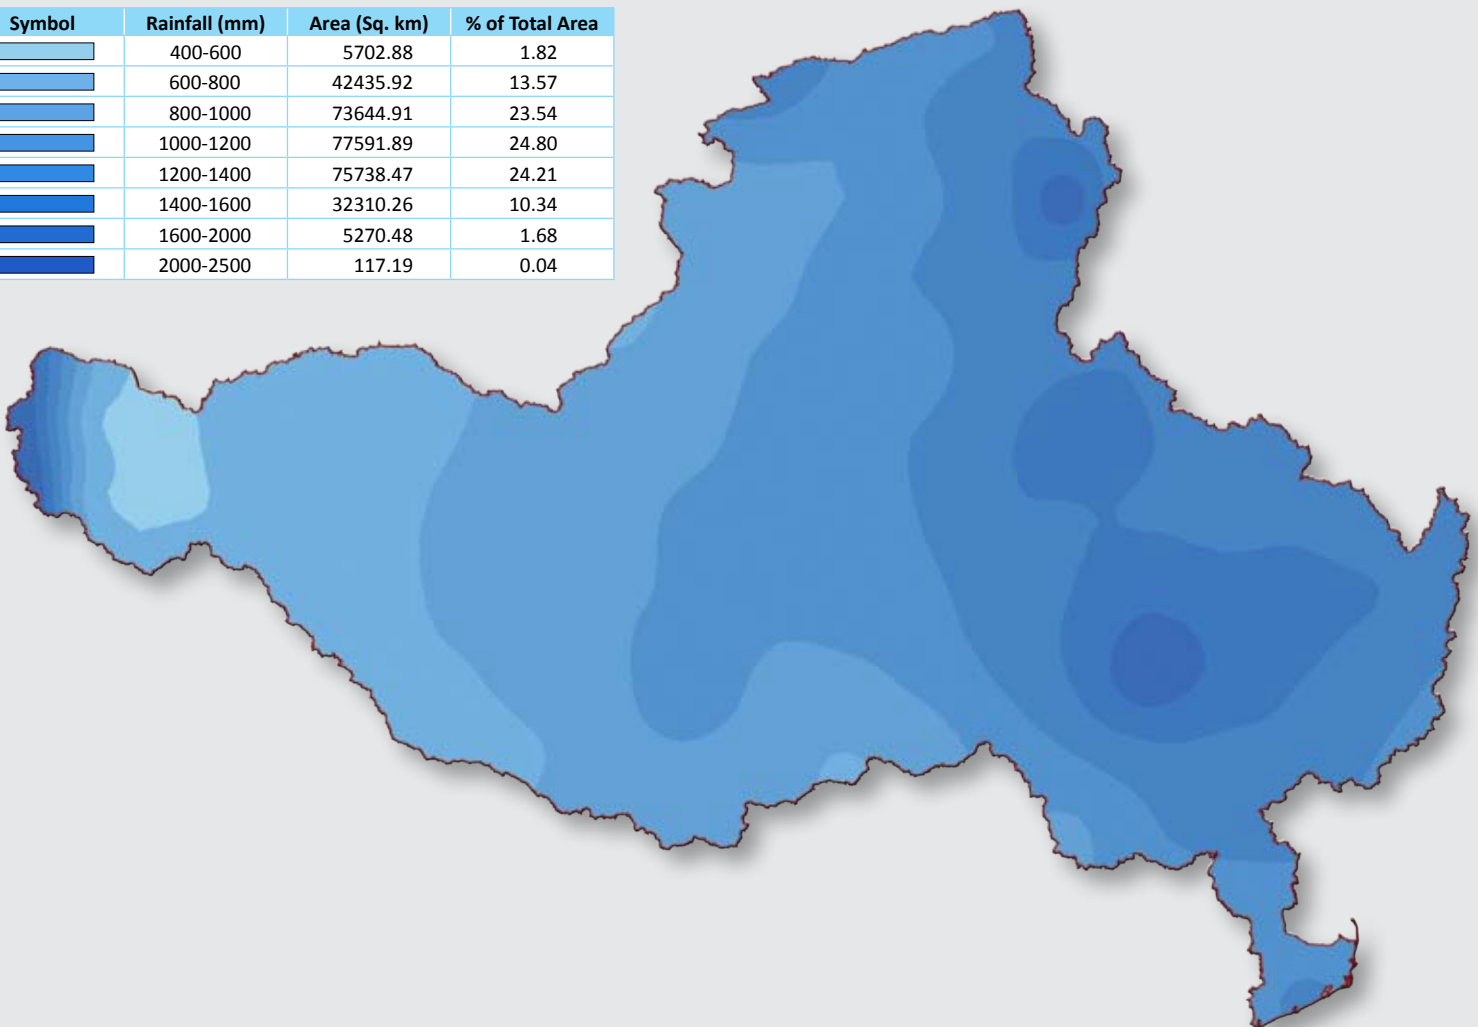 Symbol Rainfall (mm) Area (Sq. km) % of Total Area
400-600 5702.88 1.82
600-800 42435.92 13.57
800-1000 73644.91 23.54
1000-1200 77591.89 24.80
1200-1400 75738.47 24.21
1400-1600 32310.26 10.34
1600-2000 5270.48 1.68
2000-2500 117.19 0.04